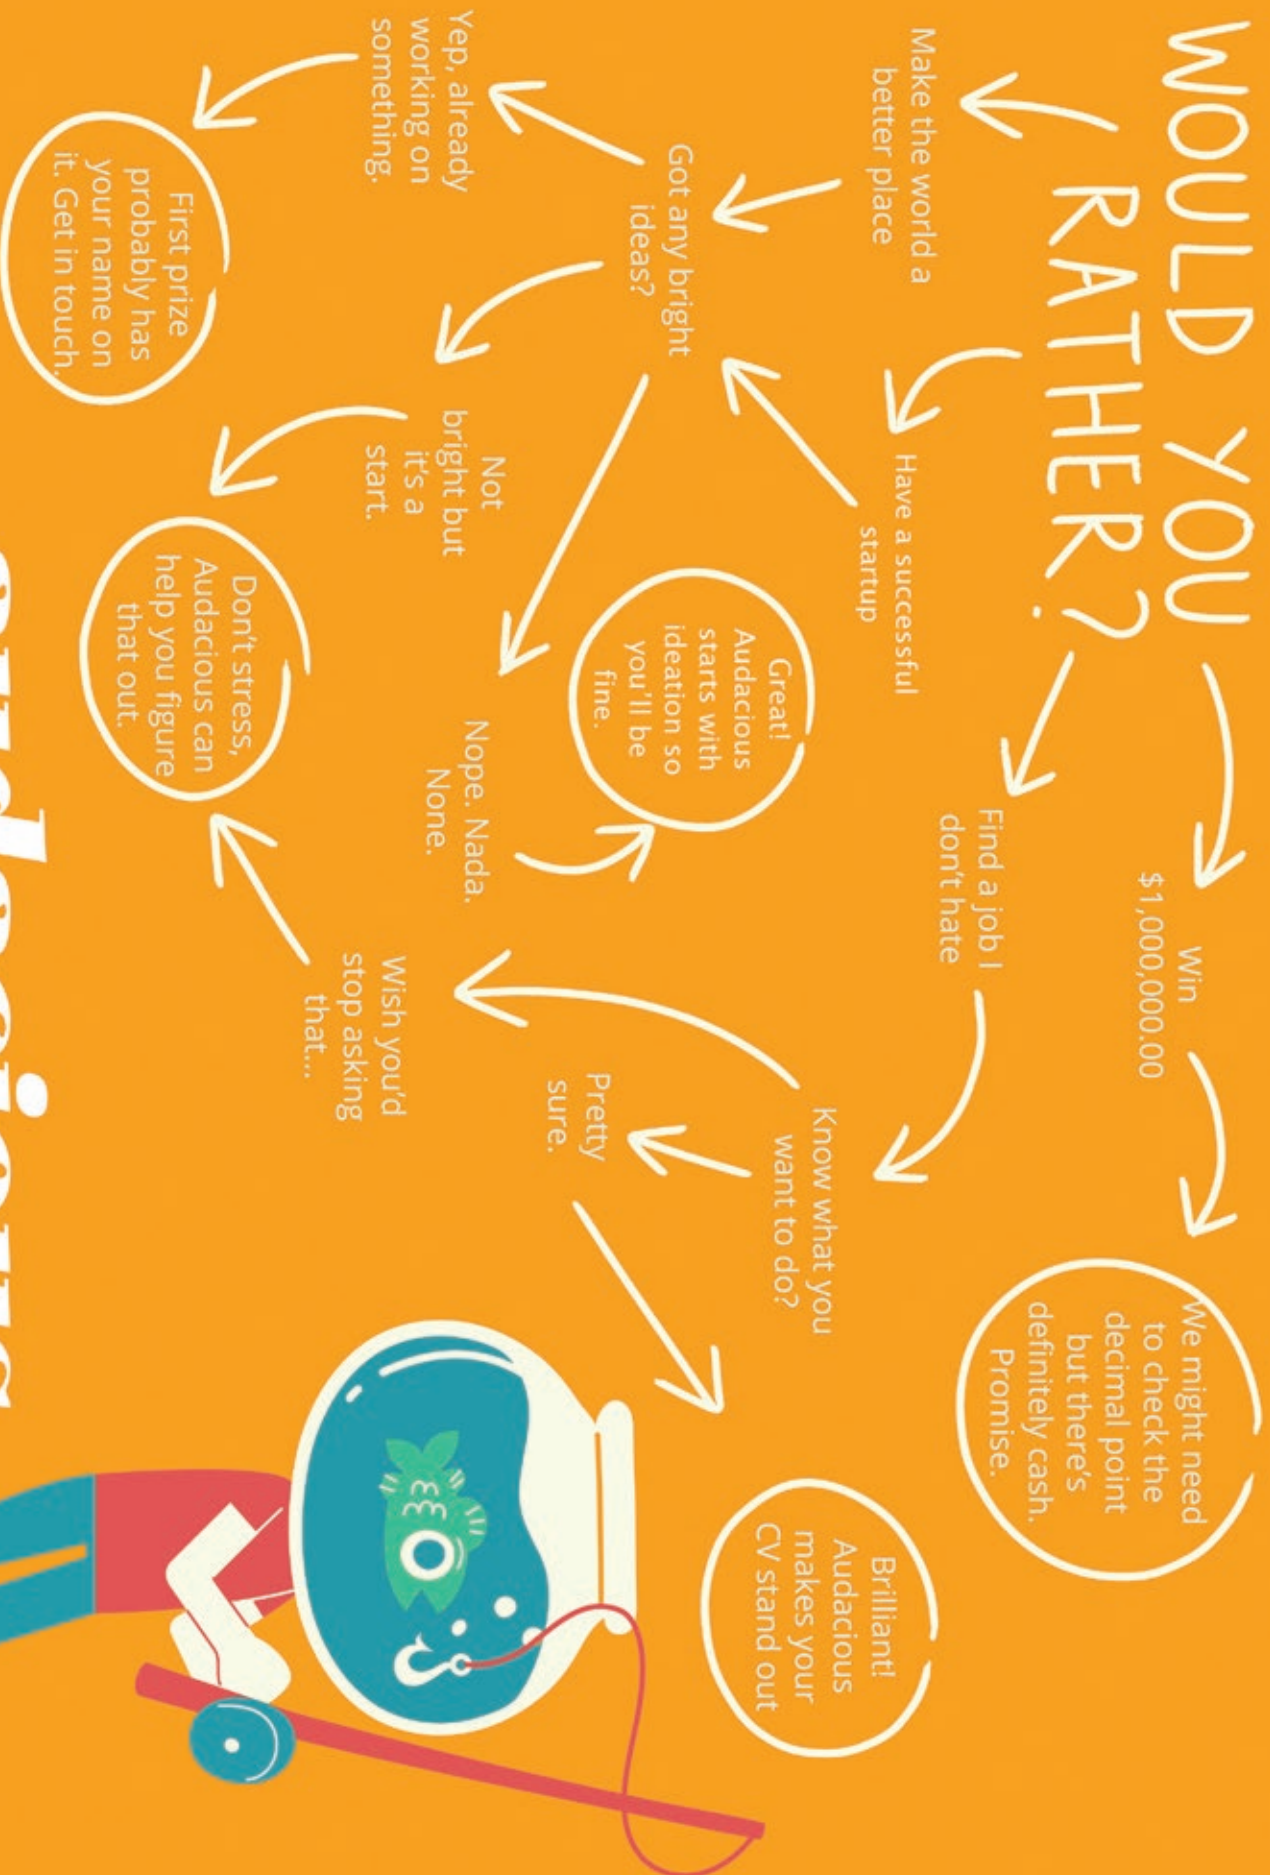 WOULD YOU
RATHER?
Make the world a
better place
Have a successful
startup
Find a job I
don't hate
Win
$1,000,000.00
We might need
to check the
decimal point
but there's
definitely cash.
Promise.
Got any bright
ideas?
Great!
Audacious
starts with
ideation so
you'll be
fine.
Know what you
want to do?
Brilliant!
Audacious
makes your
CV stand out
Yep, already
working on
something.
Not
bright but
it's a
start.
Nope. Nada.
None.
Pretty
sure.
Wish you'd
stop asking
that...
First prize
probably has
your name on
it. Get in touch.
Don't stress,
Audacious can
help you figure
that out.
audacious